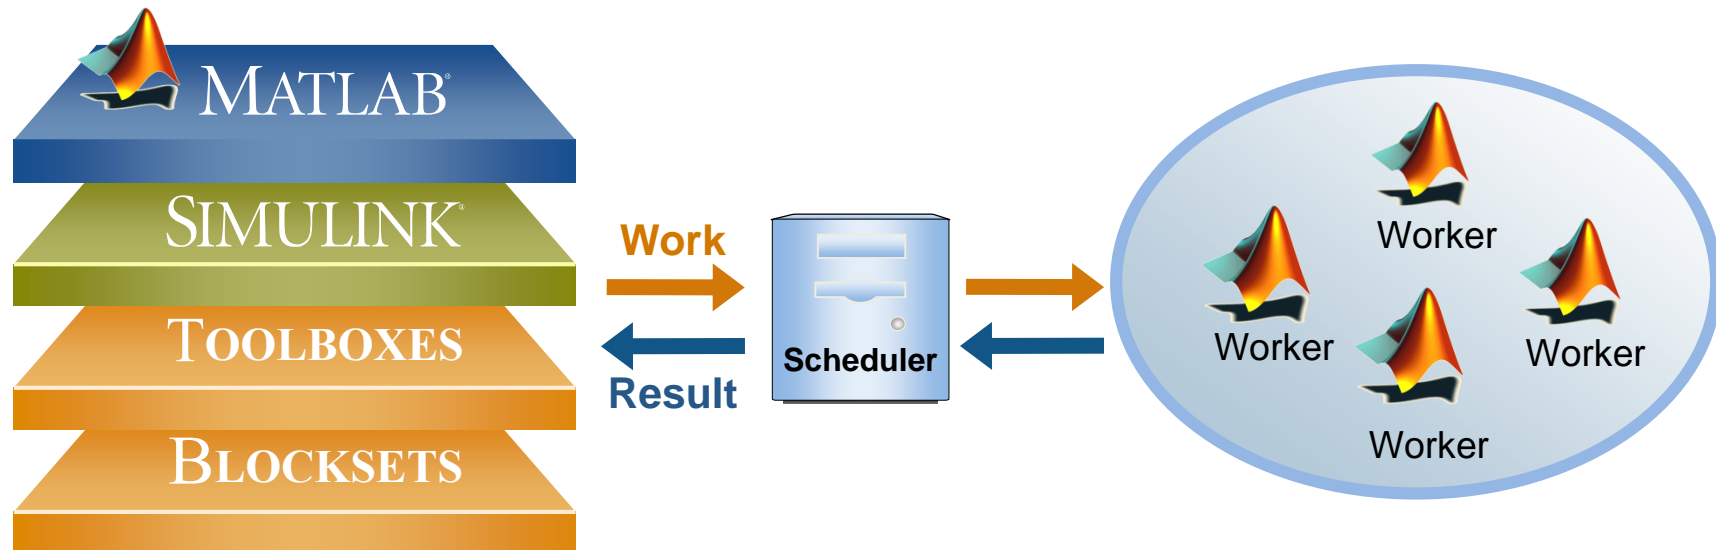 MATLAB®
SIMULINK®
TOOLBOXES
BLOCKSETS
Work
Result
Scheduler
Worker
Worker
Worker
Worker